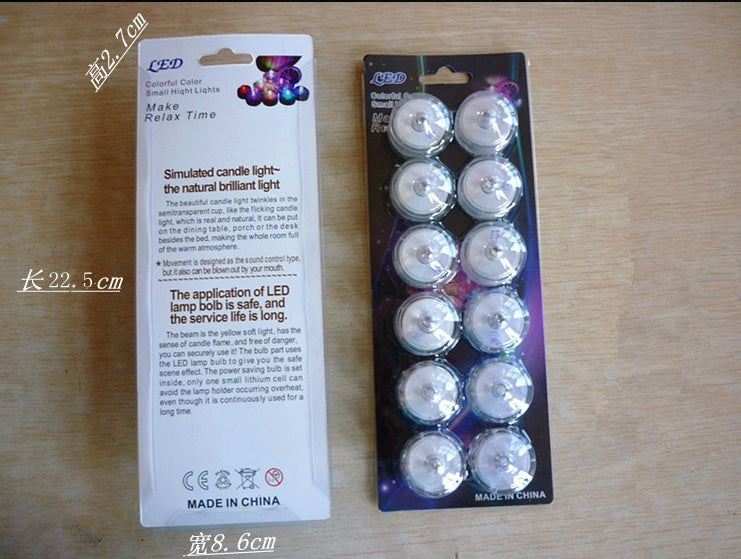 高2.7cm
长22.5cm
宽8.6cm
LED
Colorful Color
Small Hight Lights
Make
Relax Time
Simulated candle light~
the natural brilliant light
The beautiful candle light twinkles in the
semitransparent cup, like the flicking candle
light, which is real and natural, It can be put
on the dining table, porch or the desk
besides the bed, making the whole room full
of the warm atmosphere.
★ Movement is designed as the sound control type,
but it also can be blown out by your mouth.
The application of LED
lamp bolb is safe, and
the service life is long.
The beam is the yellow soft light, has the
sense of candle flame, and free of danger,
you can securely use it! The bulb part uses
the LED lamp bulb to give you the safe
scene effect. The power saving bulb is set
inside, only one small lithium cell can
avoid the lamp holder occurring overheat,
even though it is continuously used for a
long time.
CE
MADE IN CHINA
LED
Colorful
Small
MADE IN CHINA